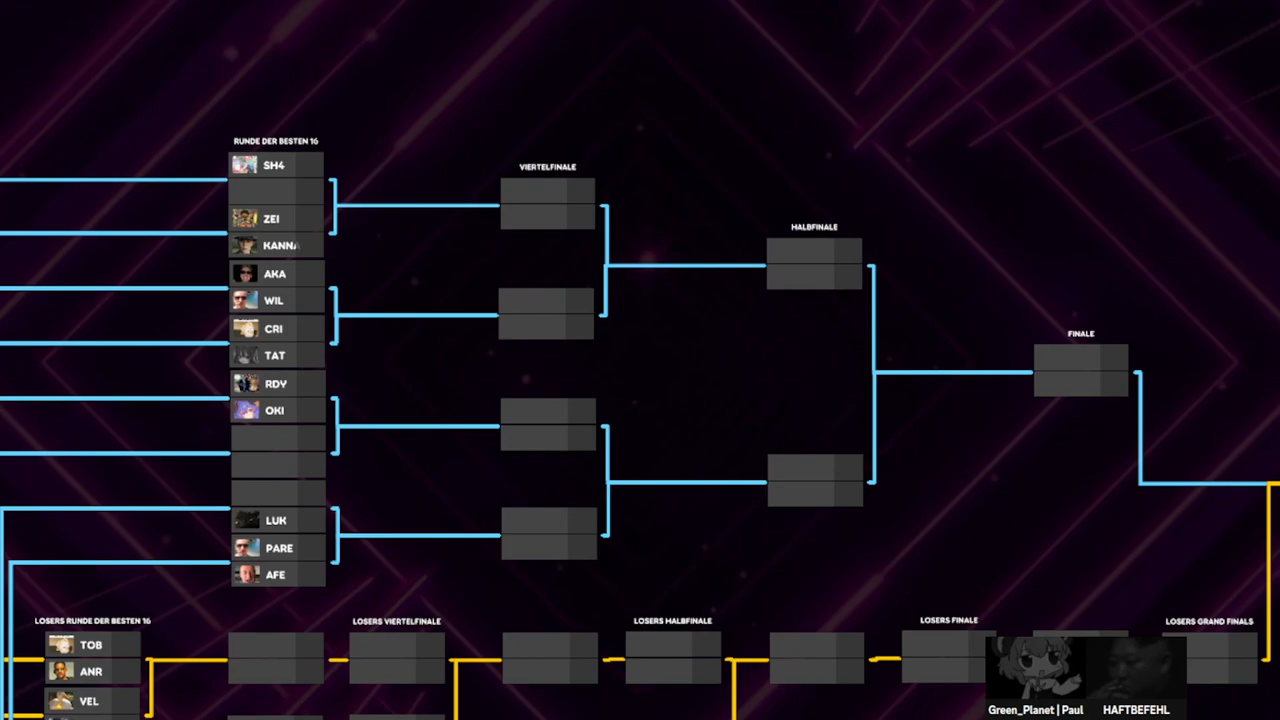 RUNDE DER BESTEN 16
SH4
ZEI
KANNA
AKA
WIL
CRI
TAT
RDY
OKI
LUK
PARE
AFE
VIERTELFINALE
HALBFINALE
FINALE
LOSERS RUNDE DER BESTEN 16
TOB
ANR
VEL
LOSERS VIERTELFINALE
LOSERS HALBFINALE
LOSERS FINALE
LOSERS GRAND FINALS
Green_Planet | Paul
HAFTBEFEHL